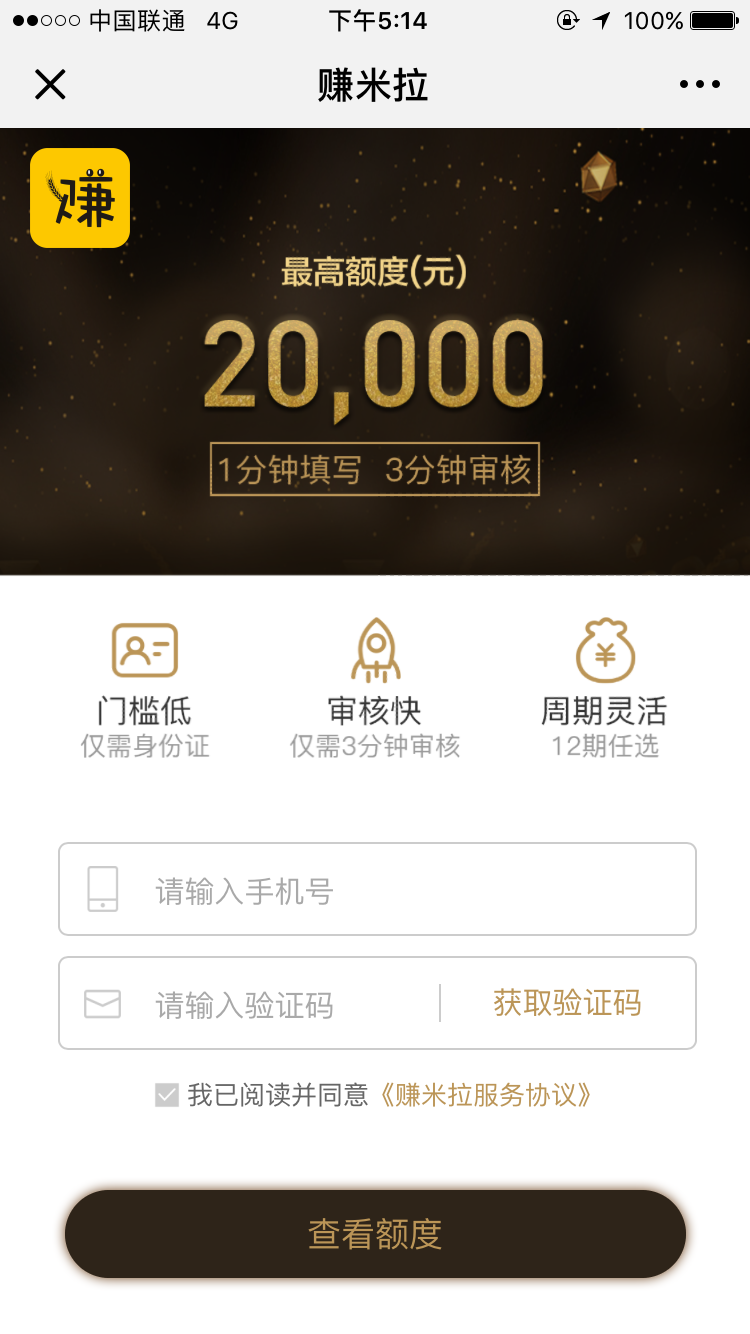 中国联通 4G 下午5:14 100%
赚米拉
赚
最高额度(元)
20,000
1分钟填写 3分钟审核
门槛低 审核快 周期灵活
仅需身份证 仅需3分钟审核 12期任选
请输入手机号
请输入验证码 获取验证码
我已阅读并同意《赚米拉服务协议》
查看额度